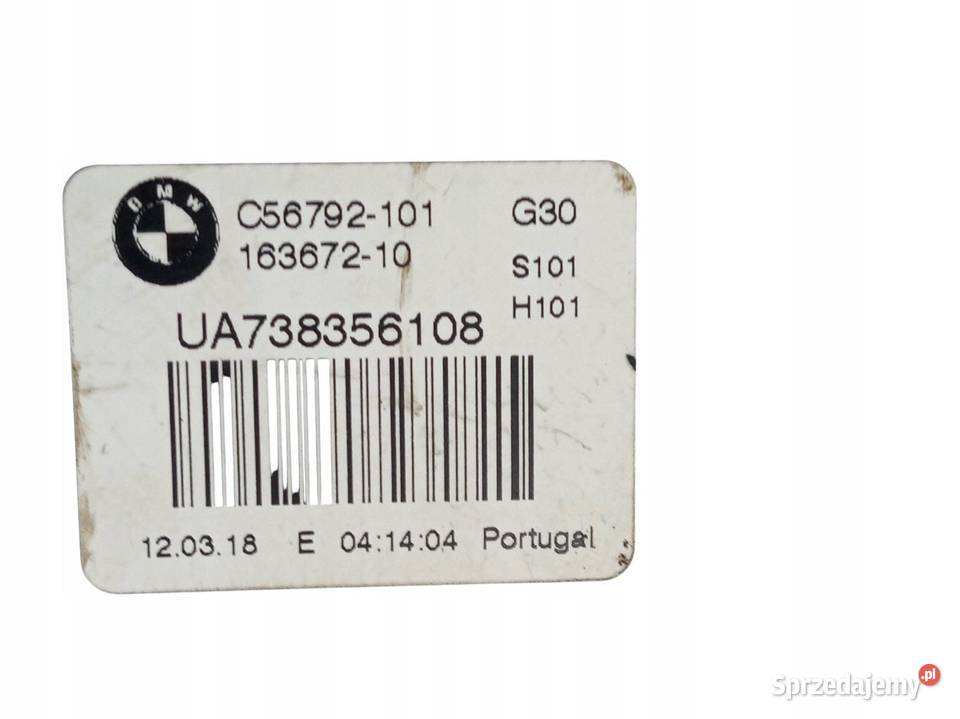 BMW
C56792-101 G30
163672-10 S101
H101
UA738356108
12.03.18 E 04:14:04 Portugal
Sprzedajemy.pl